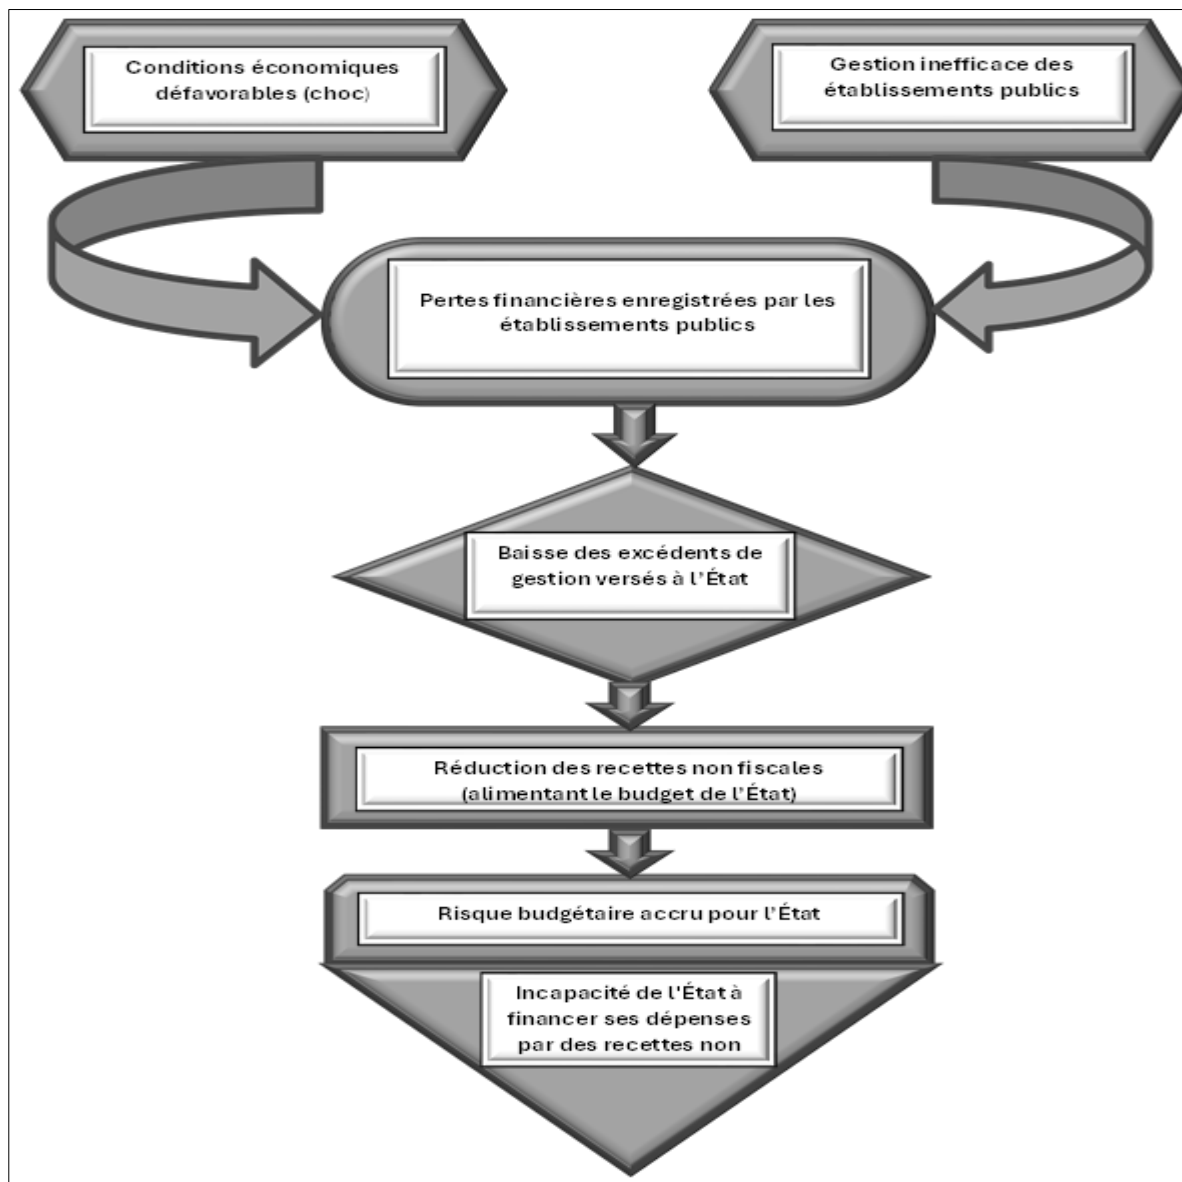 Conditions économiques
défavorables (choc)
Gestion inefficace des
établissements publics
Pertes financières enregistrées par les
établissements publics
Baisse des excédents de
gestion versés à l’État
Réduction des recettes non fiscales
(alimentant le budget de l’État)
Risque budgétaire accru pour l’État
Incapacité de l'État à
financer ses dépenses
par des recettes non